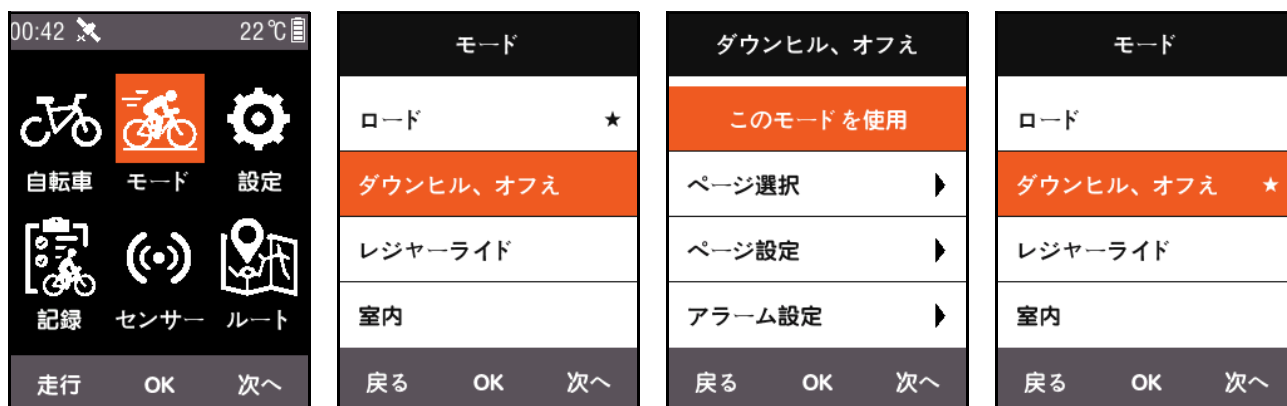 00:42 22℃
自転車 モード 設定
記録 センサー ルート
走行 OK 次へ
モード
ロード ★
ダウンヒル、オフえ
レジャーライド
室内
戻る OK 次へ
ダウンヒル、オフえ
このモードを使用
ページ選択
ページ設定
アラーム設定
戻る OK 次へ
モード
ロード
ダウンヒル、オフえ ★
レジャーライド
室内
戻る OK 次へ